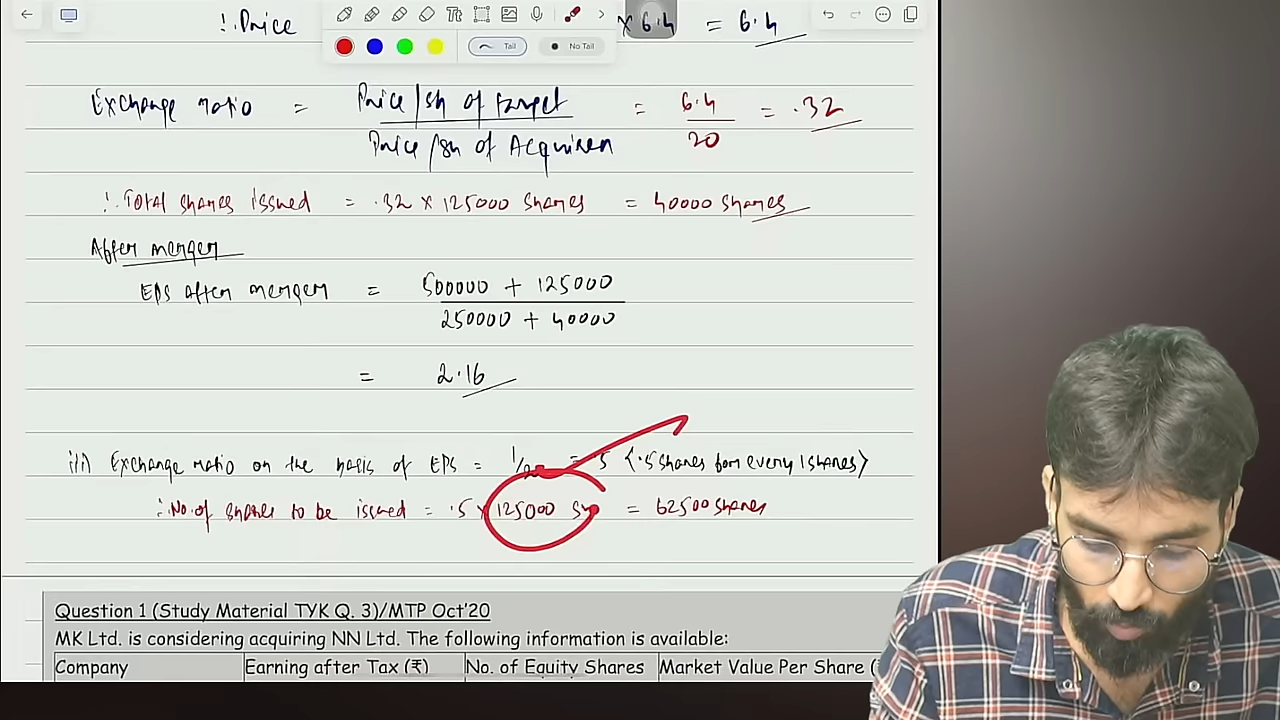 ∴ Price × 6.4 = 6.4
Tail No Tail
Exchange ratio = Price/sh of target / Price/sh of Acquirer = 6.4 / 20 = .32
∴ Total shares issued = .32 × 125000 shares = 40000 shares
After merger
EPS after merger = 500000 + 125000 / 250000 + 40000
= 2.16
iii) Exchange ratio on the basis of EPS = 1/2 = 5 (.5 shares for every 1 shares)
∴ No. of shares to be issued = .5 × 125000 = 62500 shares
Question 1 (Study Material TYK Q. 3)/MTP Oct'20
MK Ltd. is considering acquiring NN Ltd. The following information is available:
Company Earning after Tax (₹) No. of Equity Shares Market Value Per Share (